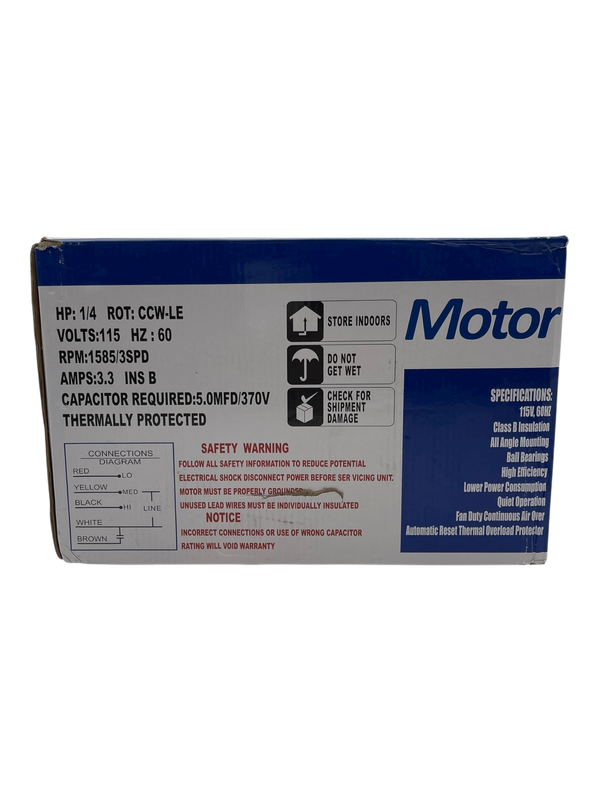 HP: 1/4 ROT: CCW-LE
VOLTS:115 HZ : 60
RPM:1585/3SPD
AMPS:3.3 INS B
CAPACITOR REQUIRED:5.0MFD/370V
THERMALLY PROTECTED
STORE INDOORS
DO NOT
GET WET
CHECK FOR
SHIPMENT
DAMAGE
Motor
SPECIFICATIONS:
115V, 60HZ
Class B Insulation
All Angle Mounting
Ball Bearings
High Efficiency
Lower Power Consumption
Quiet Operation
Fan Duty Continuous Air Over
Automatic Reset Thermal Overload Protector
CONNECTIONS
DIAGRAM
RED
LO
YELLOW
MED
BLACK
HI
LINE
WHITE
BROWN
SAFETY WARNING
FOLLOW ALL SAFETY INFORMATION TO REDUCE POTENTIAL
ELECTRICAL SHOCK DISCONNECT POWER BEFORE SER VICING UNIT.
MOTOR MUST BE PROPERLY GROUNDED
UNUSED LEAD WIRES MUST BE INDIVIDUALLY INSULATED
NOTICE
INCORRECT CONNECTIONS OR USE OF WRONG CAPACITOR
RATING WILL VOID WARRANTY